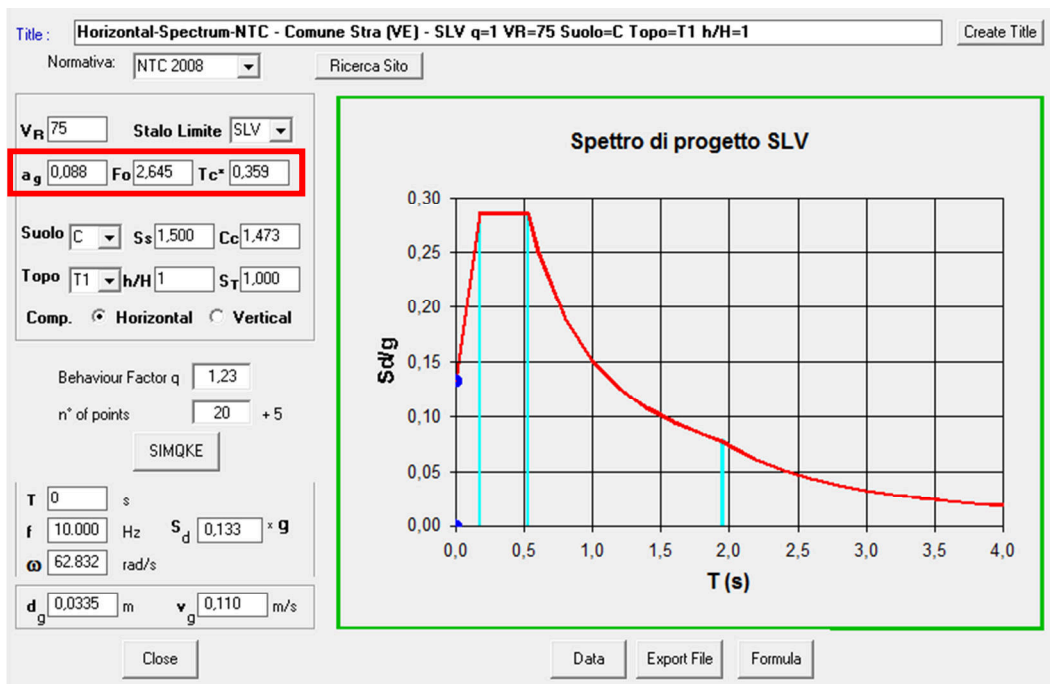 Title : Horizontal-Spectrum-NTC - Comune Stra (VE) - SLV q=1 VR=75 Suolo=C Topo=T1 h/H=1 Create Title
Normativa: NTC 2008 Ricerca Sito
VR 75 Stalo Limite SLV
ag 0,088 Fo 2,645 Tc* 0,359
Suolo C Ss 1,500 Cc 1,473
Topo T1 h/H 1 ST 1,000
Comp. Horizontal Vertical
Behaviour Factor q 1,23
n° of points 20 + 5
SIMQKE
T 0 s
f 10.000 Hz Sd 0,133 × g
ω 62.832 rad/s
dg 0,0335 m vg 0,110 m/s
Close
Spettro di progetto SLV
Sd/g
0,30
0,25
0,20
0,15
0,10
0,05
0,00
0,0 0,5 1,0 1,5 2,0 2,5 3,0 3,5 4,0
T (s)
Data Export File Formula